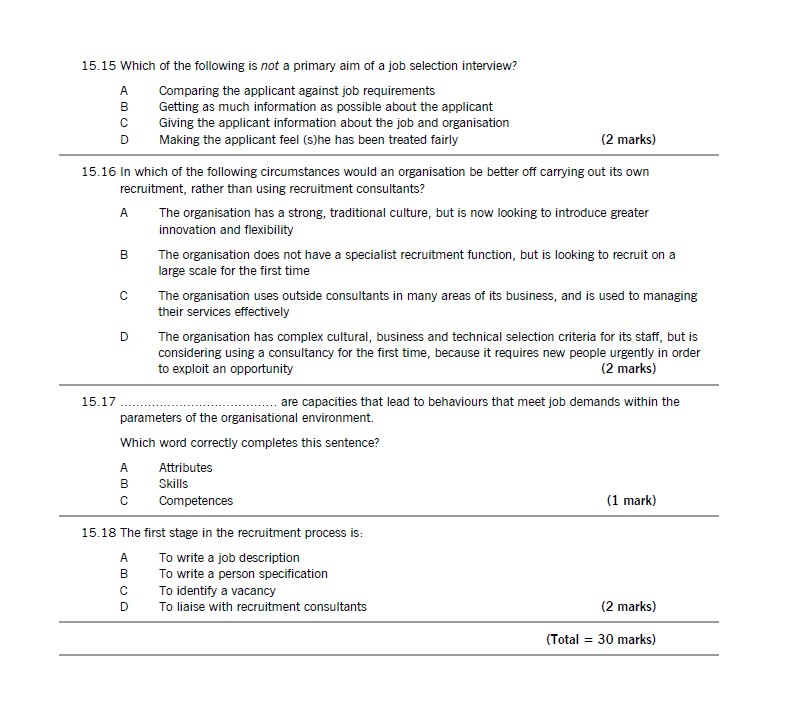 15.15 Which of the following is not a primary aim of a job selection interview?
A Comparing the applicant against job requirements
B Getting as much information as possible about the applicant
C Giving the applicant information about the job and organisation
D Making the applicant feel (s)he has been treated fairly (2 marks)
15.16 In which of the following circumstances would an organisation be better off carrying out its own
recruitment, rather than using recruitment consultants?
A The organisation has a strong, traditional culture, but is now looking to introduce greater
innovation and flexibility
B The organisation does not have a specialist recruitment function, but is looking to recruit on a
large scale for the first time
C The organisation uses outside consultants in many areas of its business, and is used to managing
their services effectively
D The organisation has complex cultural, business and technical selection criteria for its staff, but is
considering using a consultancy for the first time, because it requires new people urgently in order
to exploit an opportunity (2 marks)
15.17 ........................................ are capacities that lead to behaviours that meet job demands within the
parameters of the organisational environment.
Which word correctly completes this sentence?
A Attributes
B Skills
C Competences (1 mark)
15.18 The first stage in the recruitment process is:
A To write a job description
B To write a person specification
C To identify a vacancy
D To liaise with recruitment consultants (2 marks)
(Total = 30 marks)